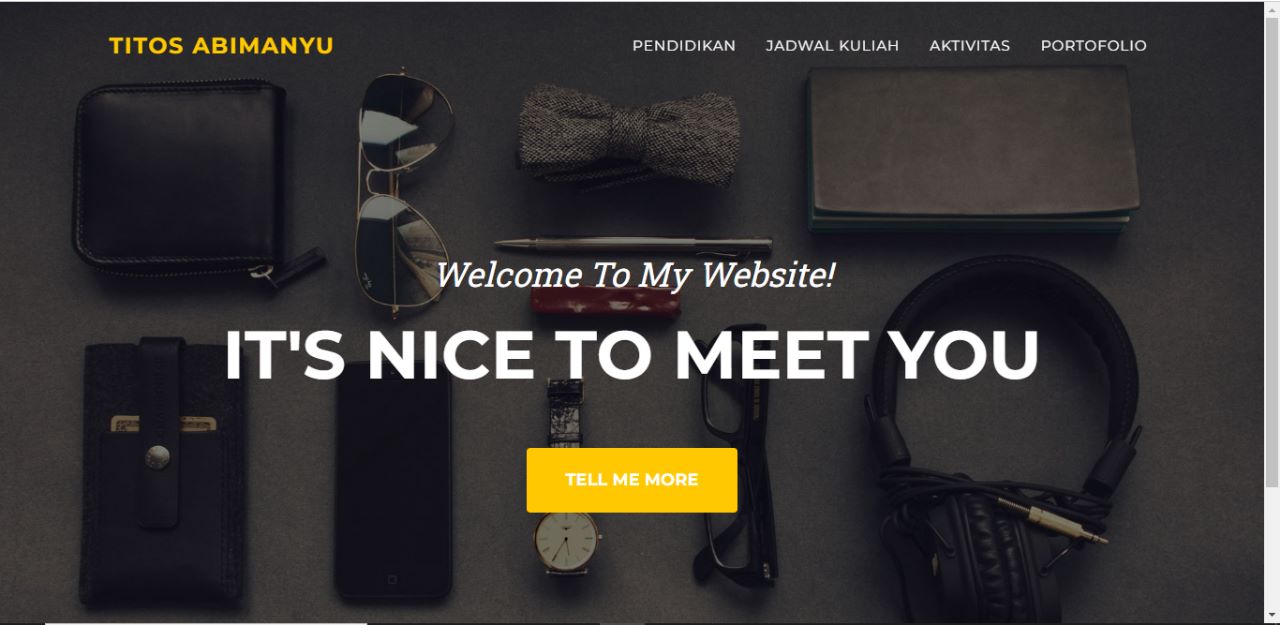 TITOS ABIMANYU
PENDIDIKAN JADWAL KULIAH AKTIVITAS PORTOFOLIO
Welcome To My Website!
IT'S NICE TO MEET YOU
TELL ME MORE